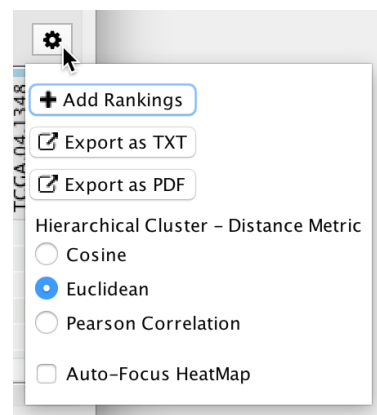 TCGA.04.1348
Add Rankings
Export as TXT
Export as PDF
Hierarchical Cluster – Distance Metric
Cosine
Euclidean
Pearson Correlation
Auto-Focus HeatMap